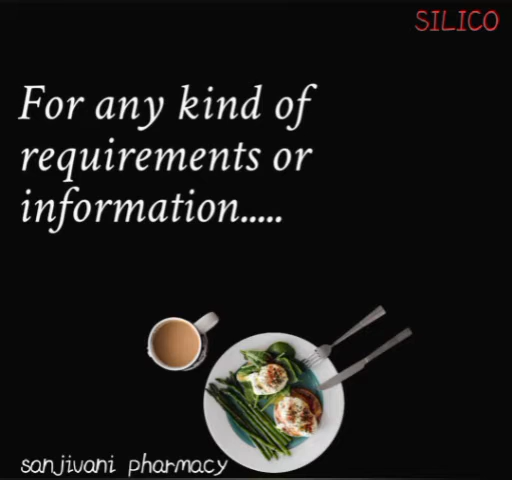 SILICO
For any kind of
requirements or
information.....
sanjivani pharmacy